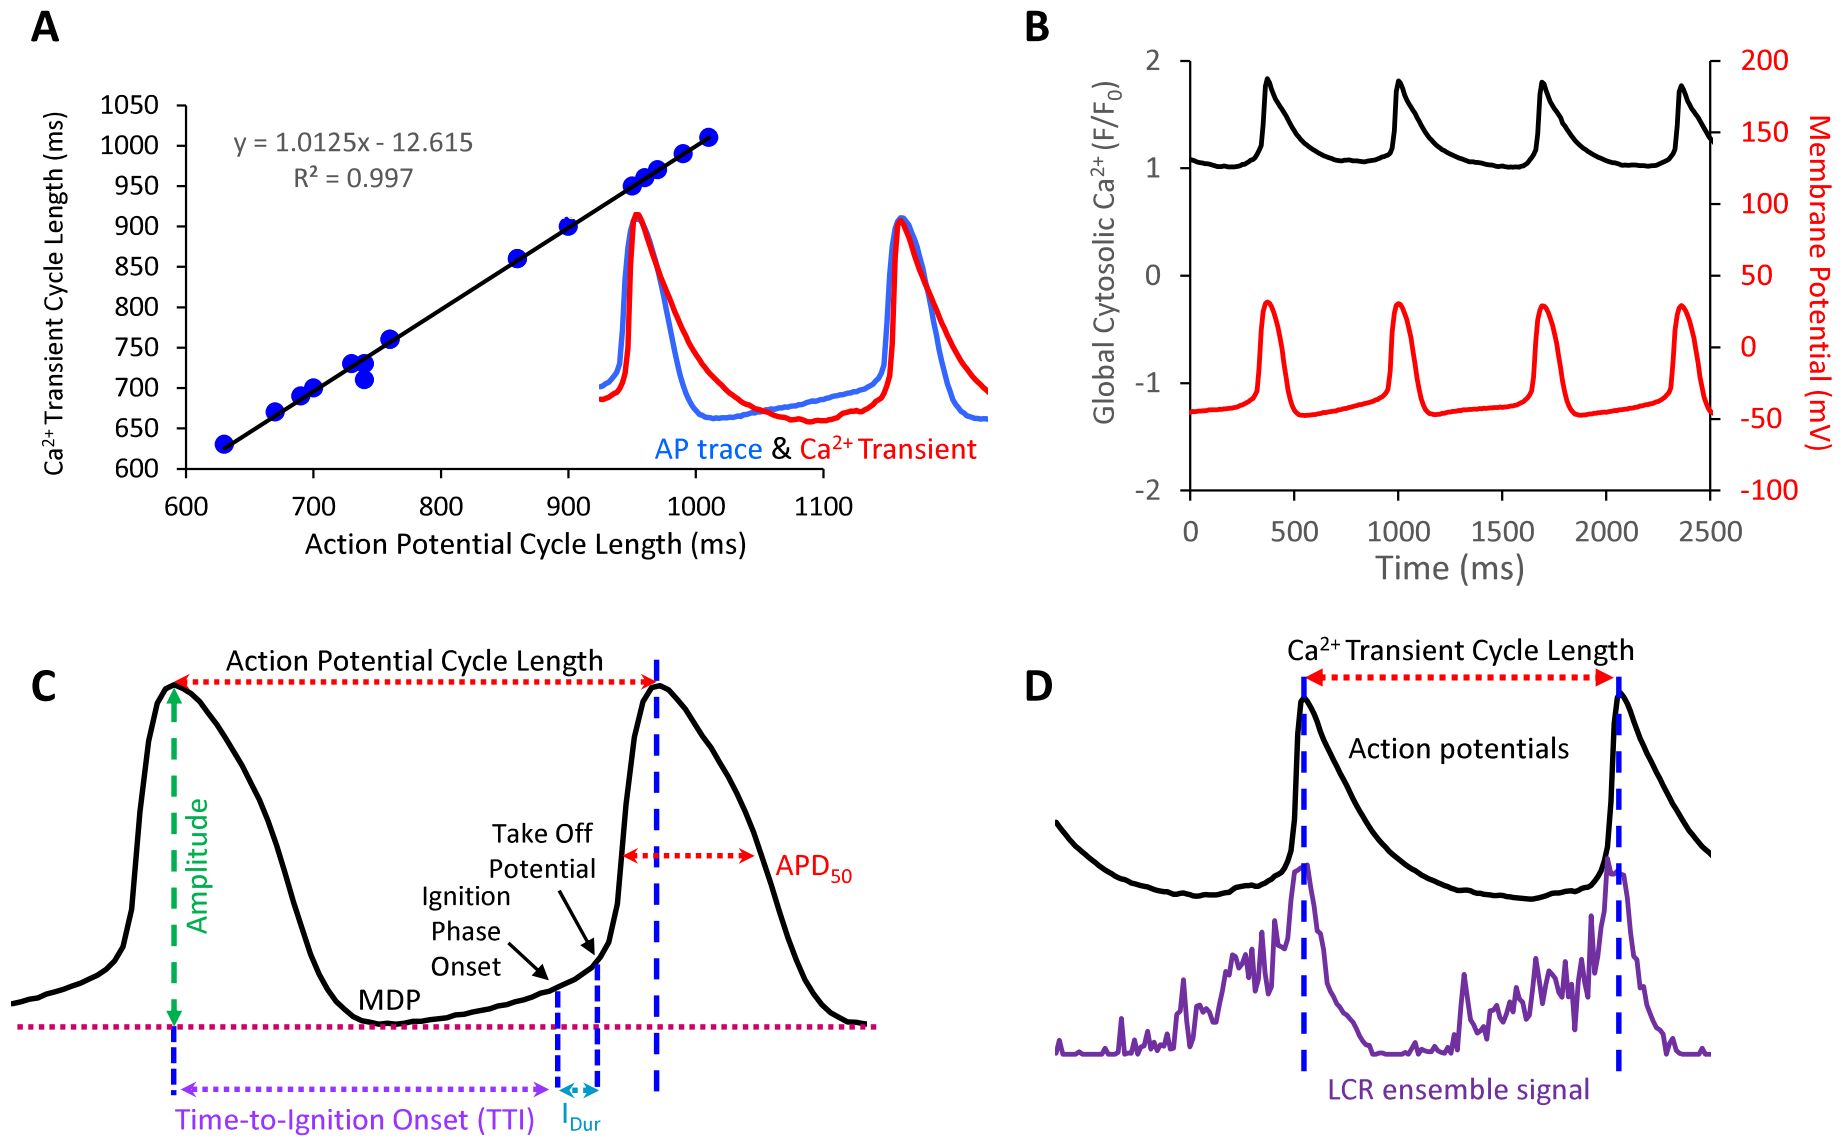 A
1050
1000
950
900
850
800
750
700
650
600
Ca²⁺ Transient Cycle Length (ms)
y = 1.0125x - 12.615
R² = 0.997
AP trace & Ca²⁺ Transient
600 700 800 900 1000 1100
Action Potential Cycle Length (ms)
B
2
1
0
-1
-2
Global Cytosolic Ca²⁺ (F/F₀)
200
150
100
50
0
-50
-100
Membrane Potential (mV)
0 500 1000 1500 2000 2500
Time (ms)
C
Action Potential Cycle Length
Amplitude
Take Off
Potential
Ignition
Phase
Onset
APD₅₀
MDP
Time-to-Ignition Onset (TTI)
I_Dur
D
Ca²⁺ Transient Cycle Length
Action potentials
LCR ensemble signal